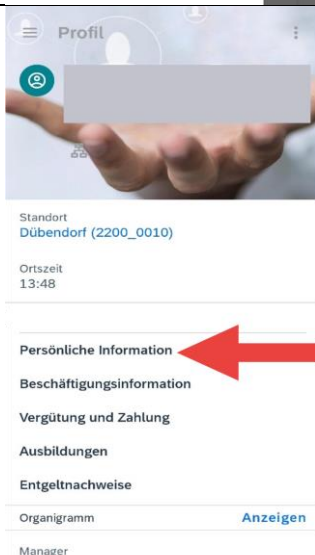 Profil
Standort
Dübendorf (2200_0010)
Ortszeit
13:48
Persönliche Information
Beschäftigungsinformation
Vergütung und Zahlung
Ausbildungen
Entgeltnachweise
Organigramm Anzeigen
Manager